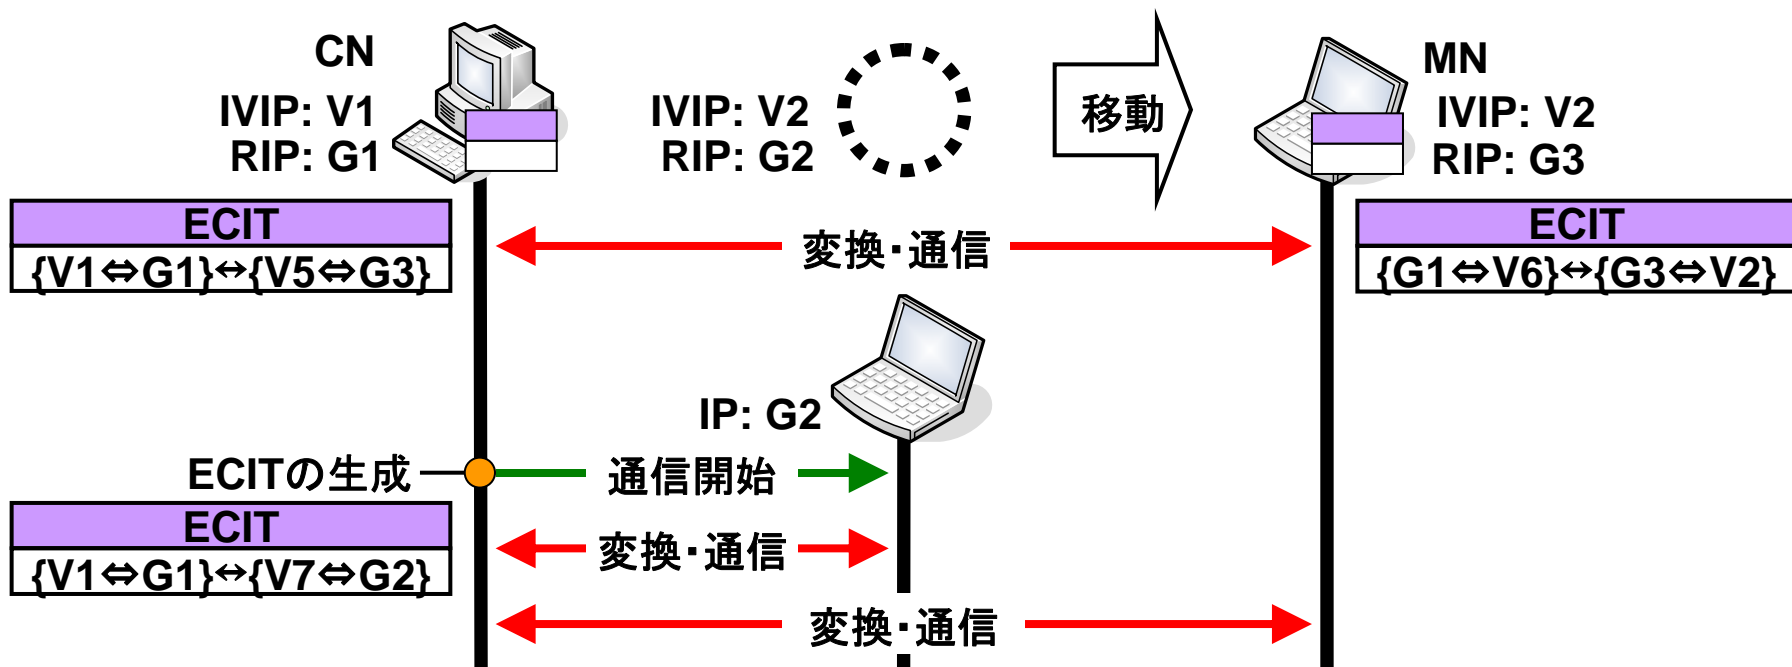 CN
IVIP: V1
RIP: G1
IVIP: V2
RIP: G2
移動
MN
IVIP: V2
RIP: G3
ECIT
{V1⇔G1}↔{V5⇔G3}
変換・通信
ECIT
{G1⇔V6}↔{G3⇔V2}
IP: G2
ECITの生成
通信開始
ECIT
{V1⇔G1}↔{V7⇔G2}
変換・通信
変換・通信